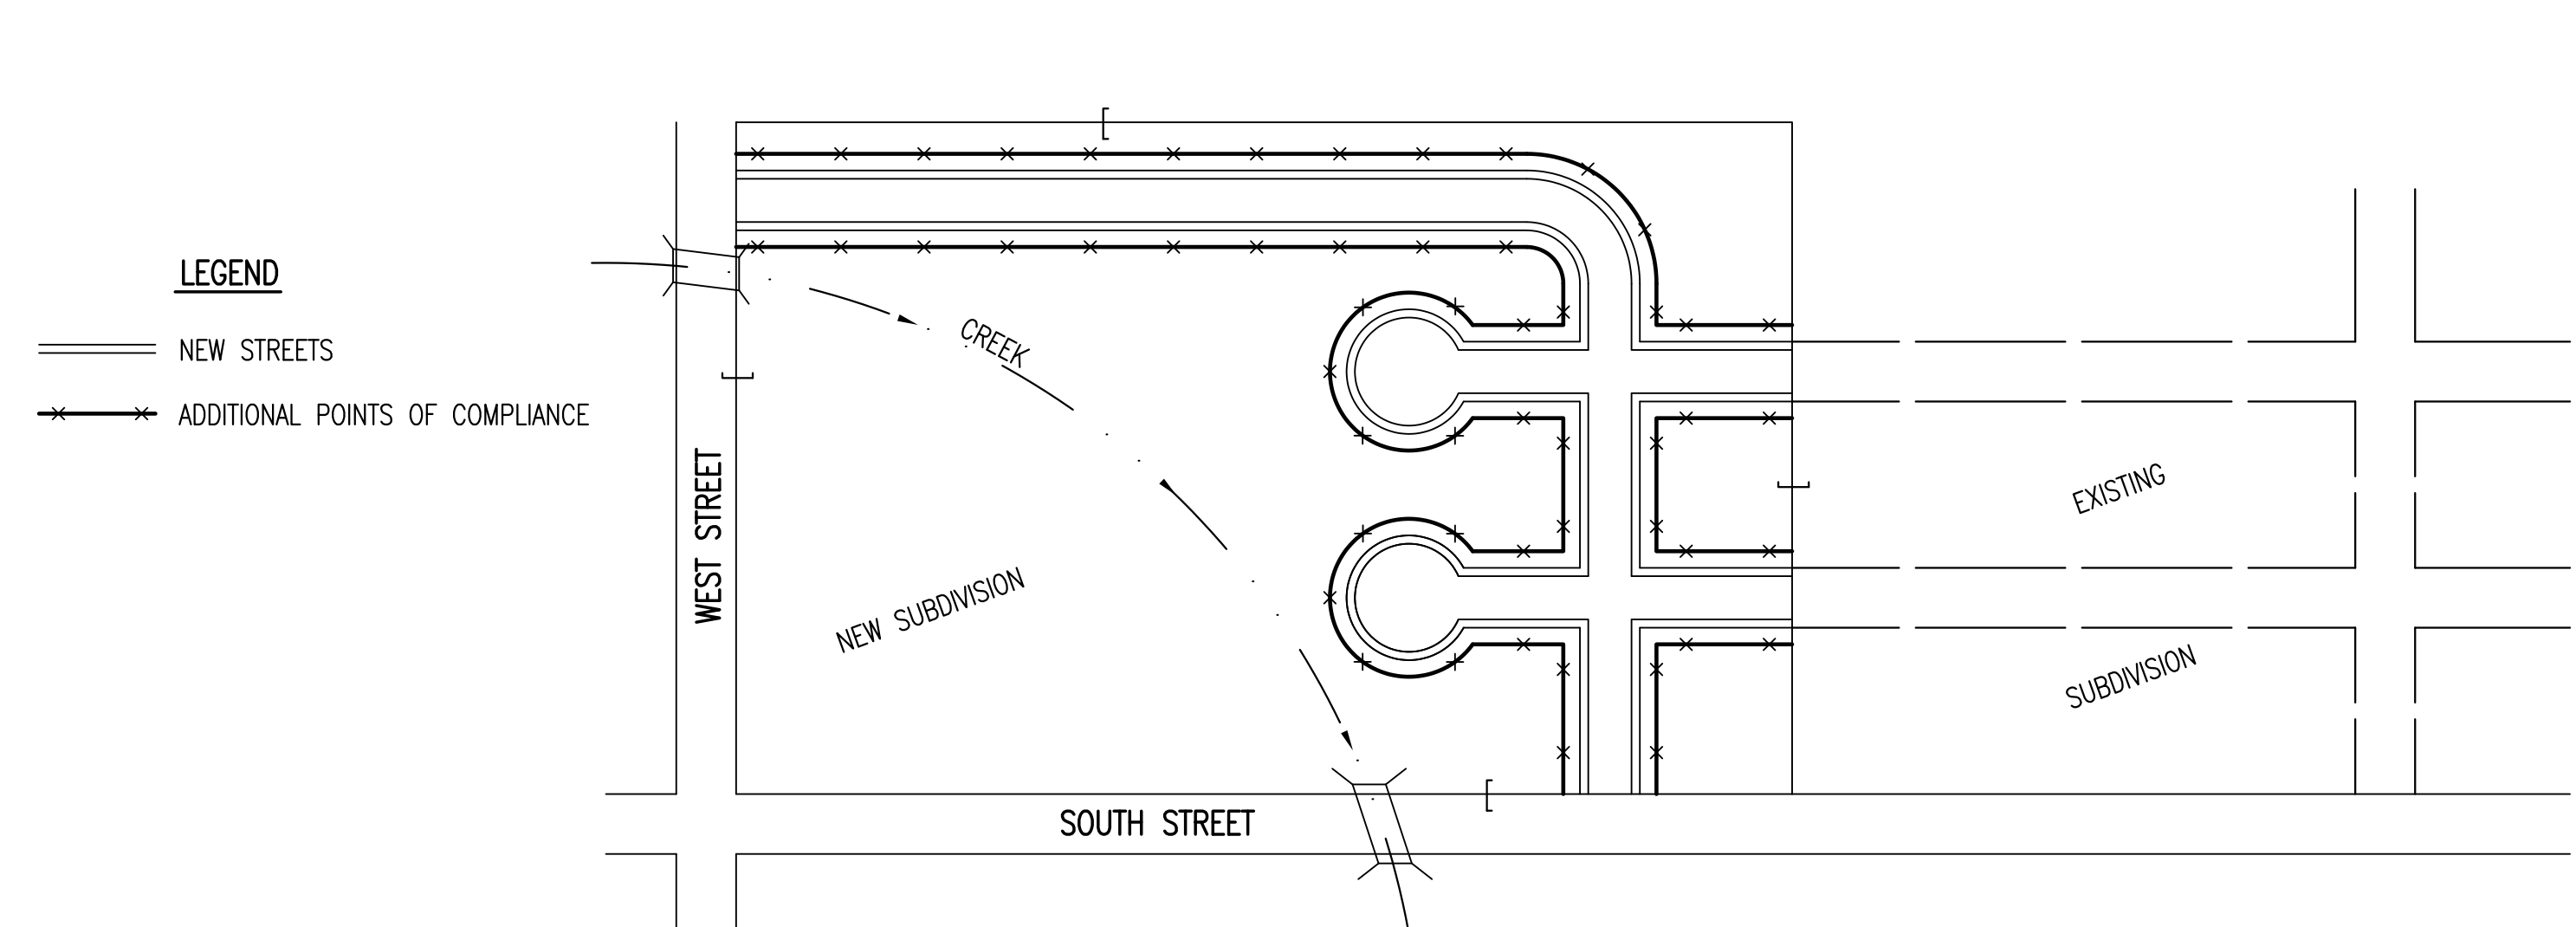 LEGEND
NEW STREETS
ADDITIONAL POINTS OF COMPLIANCE
WEST STREET
CREEK
NEW SUBDIVISION
SOUTH STREET
EXISTING
SUBDIVISION